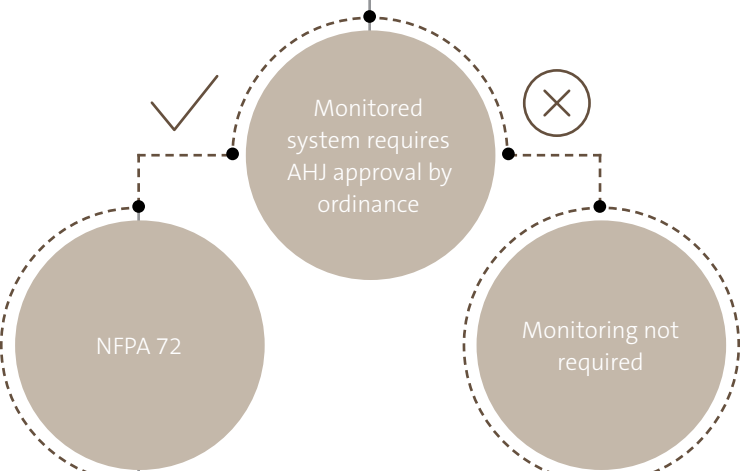 Monitored
system requires
AHJ approval by
ordinance
NFPA 72
Monitoring not
required